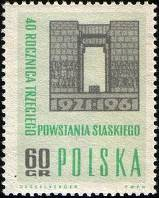 40 ROCZNICA TRZECIEGO
1921-1961
POWSTANIA ŚLĄSKIEGO
60
GR
POLSKA